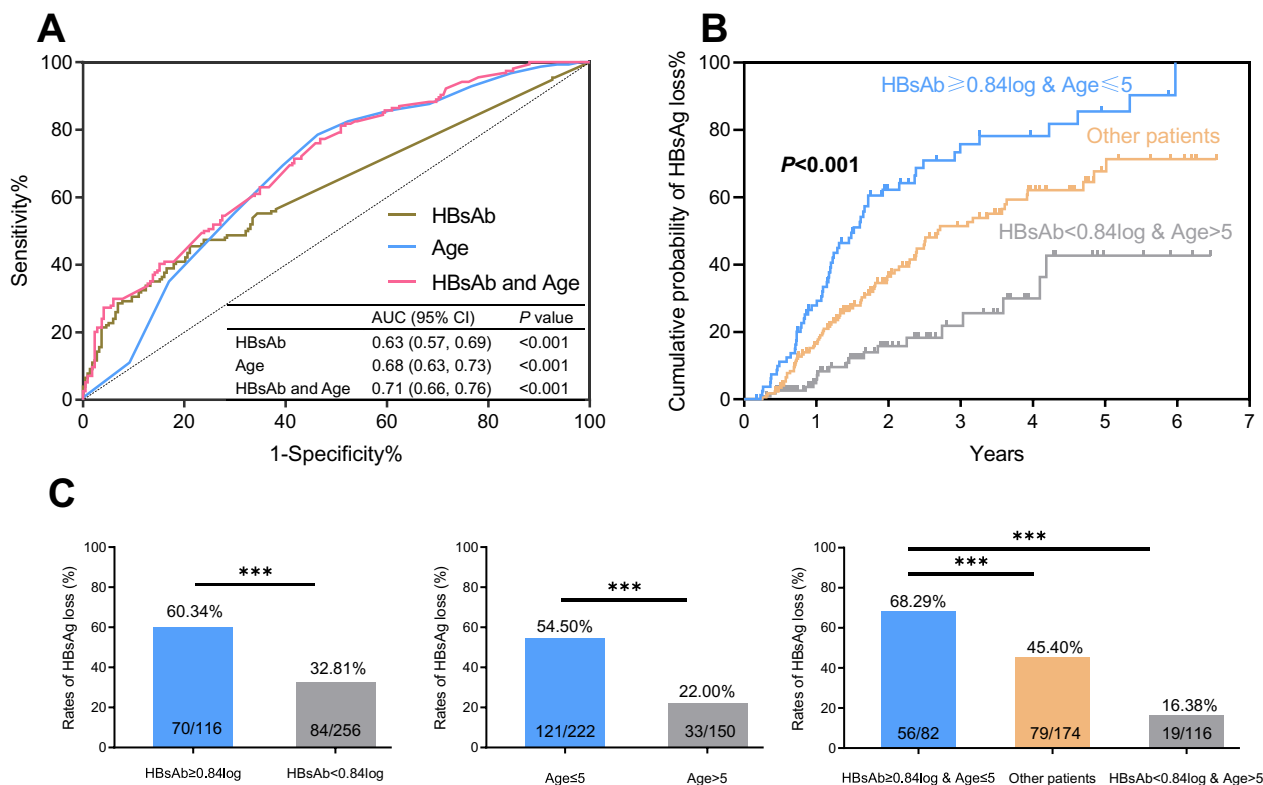 A
100
80
60
40
20
0
0
20
40
60
80
100
Sensitivity%
1-Specificity%
HBsAb
Age
HBsAb and Age
AUC (95% CI) P value
HBsAb 0.63 (0.57, 0.69) <0.001
Age 0.68 (0.63, 0.73) <0.001
HBsAb and Age 0.71 (0.66, 0.76) <0.001
B
100
80
60
40
20
0
0
1
2
3
4
5
6
7
Cumulative probability of HBsAg loss%
Years
HBsAb≥0.84log & Age≤5
Other patients
HBsAb<0.84log & Age>5
P<0.001
C
Rates of HBsAg loss (%)
100
80
60
40
20
0
***
60.34%
32.81%
70/116
84/256
HBsAb≥0.84log
HBsAb<0.84log
Rates of HBsAg loss (%)
100
80
60
40
20
0
***
54.50%
22.00%
121/222
33/150
Age≤5
Age>5
Rates of HBsAg loss (%)
100
80
60
40
20
0
***
***
68.29%
45.40%
16.38%
56/82
79/174
19/116
HBsAb≥0.84log & Age≤5
Other patients
HBsAb<0.84log & Age>5